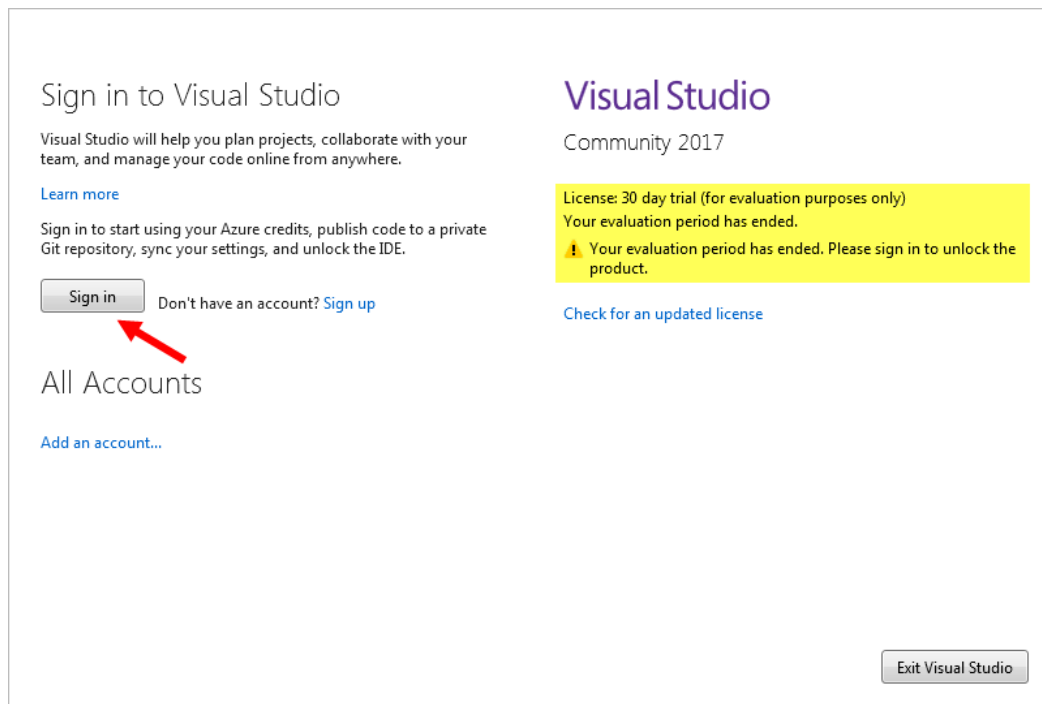 Sign in to Visual Studio
Visual Studio will help you plan projects, collaborate with your
team, and manage your code online from anywhere.
Learn more
Sign in to start using your Azure credits, publish code to a private
Git repository, sync your settings, and unlock the IDE.
Sign in
Don't have an account? Sign up
All Accounts
Add an account...
Visual Studio
Community 2017
License: 30 day trial (for evaluation purposes only)
Your evaluation period has ended.
Your evaluation period has ended. Please sign in to unlock the
product.
Check for an updated license
Exit Visual Studio